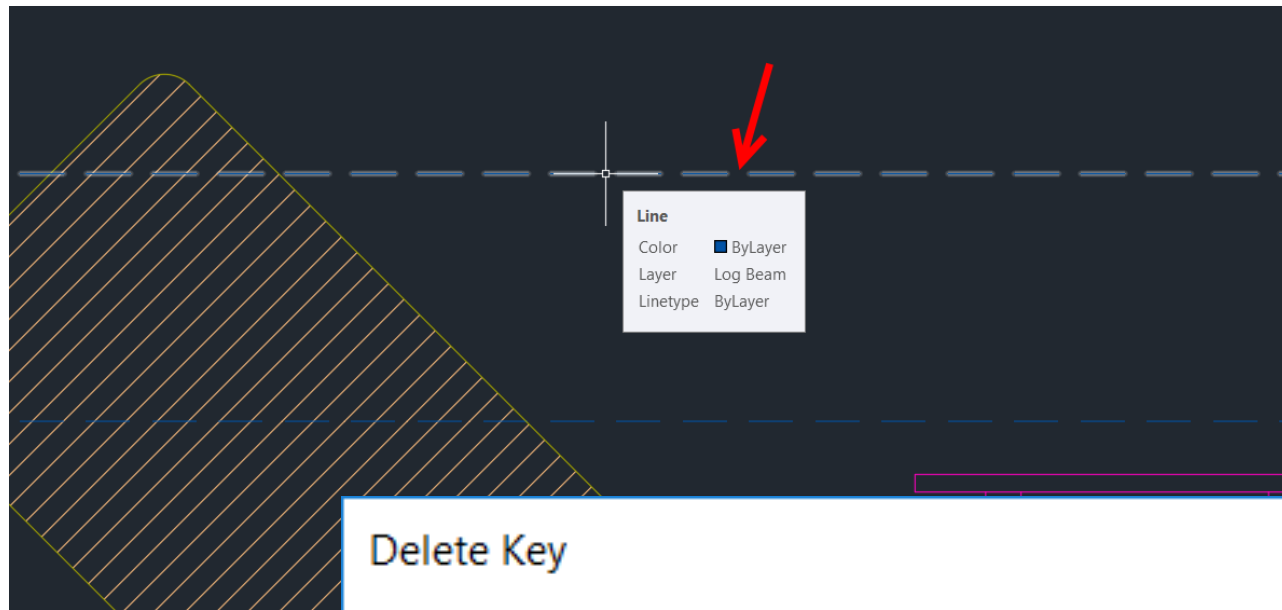 Line
Color ByLayer
Layer Log Beam
Linetype ByLayer
Delete Key